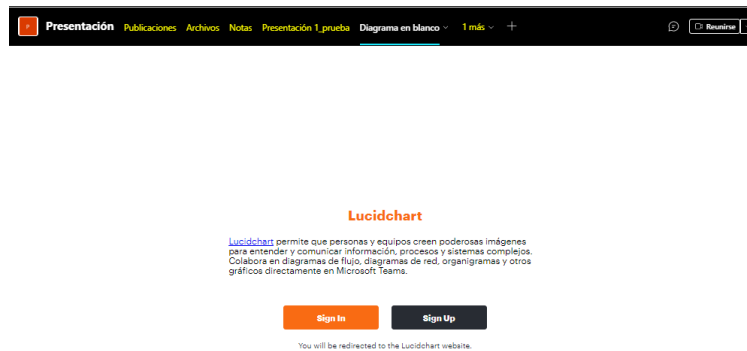 P Presentación Publicaciones Archivos Notas Presentación 1_prueba Diagrama en blanco 1 más Reunirse
Lucidchart
Lucidchart permite que personas y equipos creen poderosas imágenes
para entender y comunicar información, procesos y sistemas complejos.
Colabora en diagramas de flujo, diagramas de red, organigramas y otros
gráficos directamente en Microsoft Teams.
Sign In Sign Up
You will be redirected to the Lucidchart website.